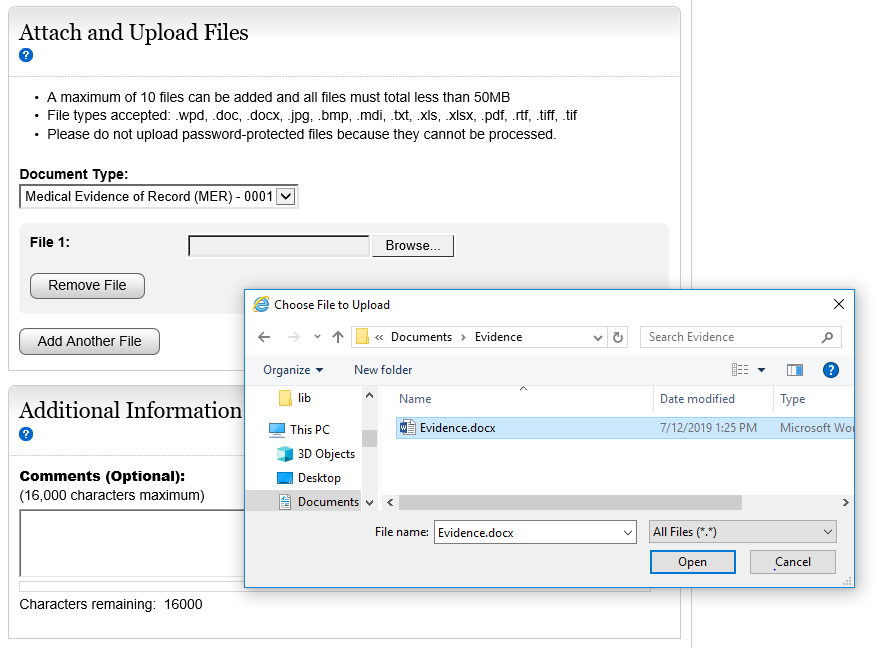 Attach and Upload Files
?
• A maximum of 10 files can be added and all files must total less than 50MB
• File types accepted: .wpd, .doc, .docx, .jpg, .bmp, .mdi, .txt, .xls, .xlsx, .pdf, .rtf, .tiff, .tif
• Please do not upload password-protected files because they cannot be processed.
Document Type:
Medical Evidence of Record (MER) - 0001
File 1:
Browse...
Remove File
Add Another File
Choose File to Upload
« Documents › Evidence
Search Evidence
Organize
New folder
?
lib
This PC
3D Objects
Desktop
Documents
Name Date modified Type
Evidence.docx 7/12/2019 1:25 PM Microsoft Wor
File name: Evidence.docx
All Files (*.*)
Open
Cancel
Additional Information
?
Comments (Optional):
(16,000 characters maximum)
Characters remaining: 16000